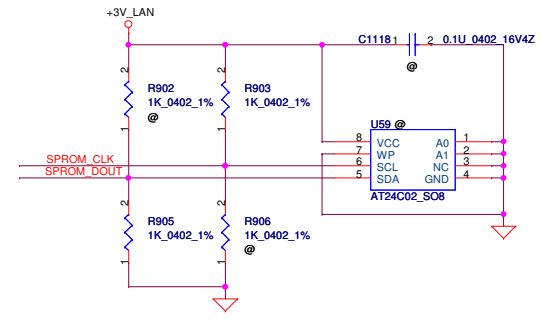 +3V_LAN
C1118 1 2 0.1U_0402_16V4Z
@
2 2
R902 R903
1K_0402_1% 1K_0402_1%
@
1 1
U59 @
8 VCC A0 1
7 WP A1 2
6 SCL NC 3
5 SDA GND 4
AT24C02_SO8
SPROM_CLK
SPROM_DOUT
2 2
R905 R906
1K_0402_1% 1K_0402_1%
@
1 1